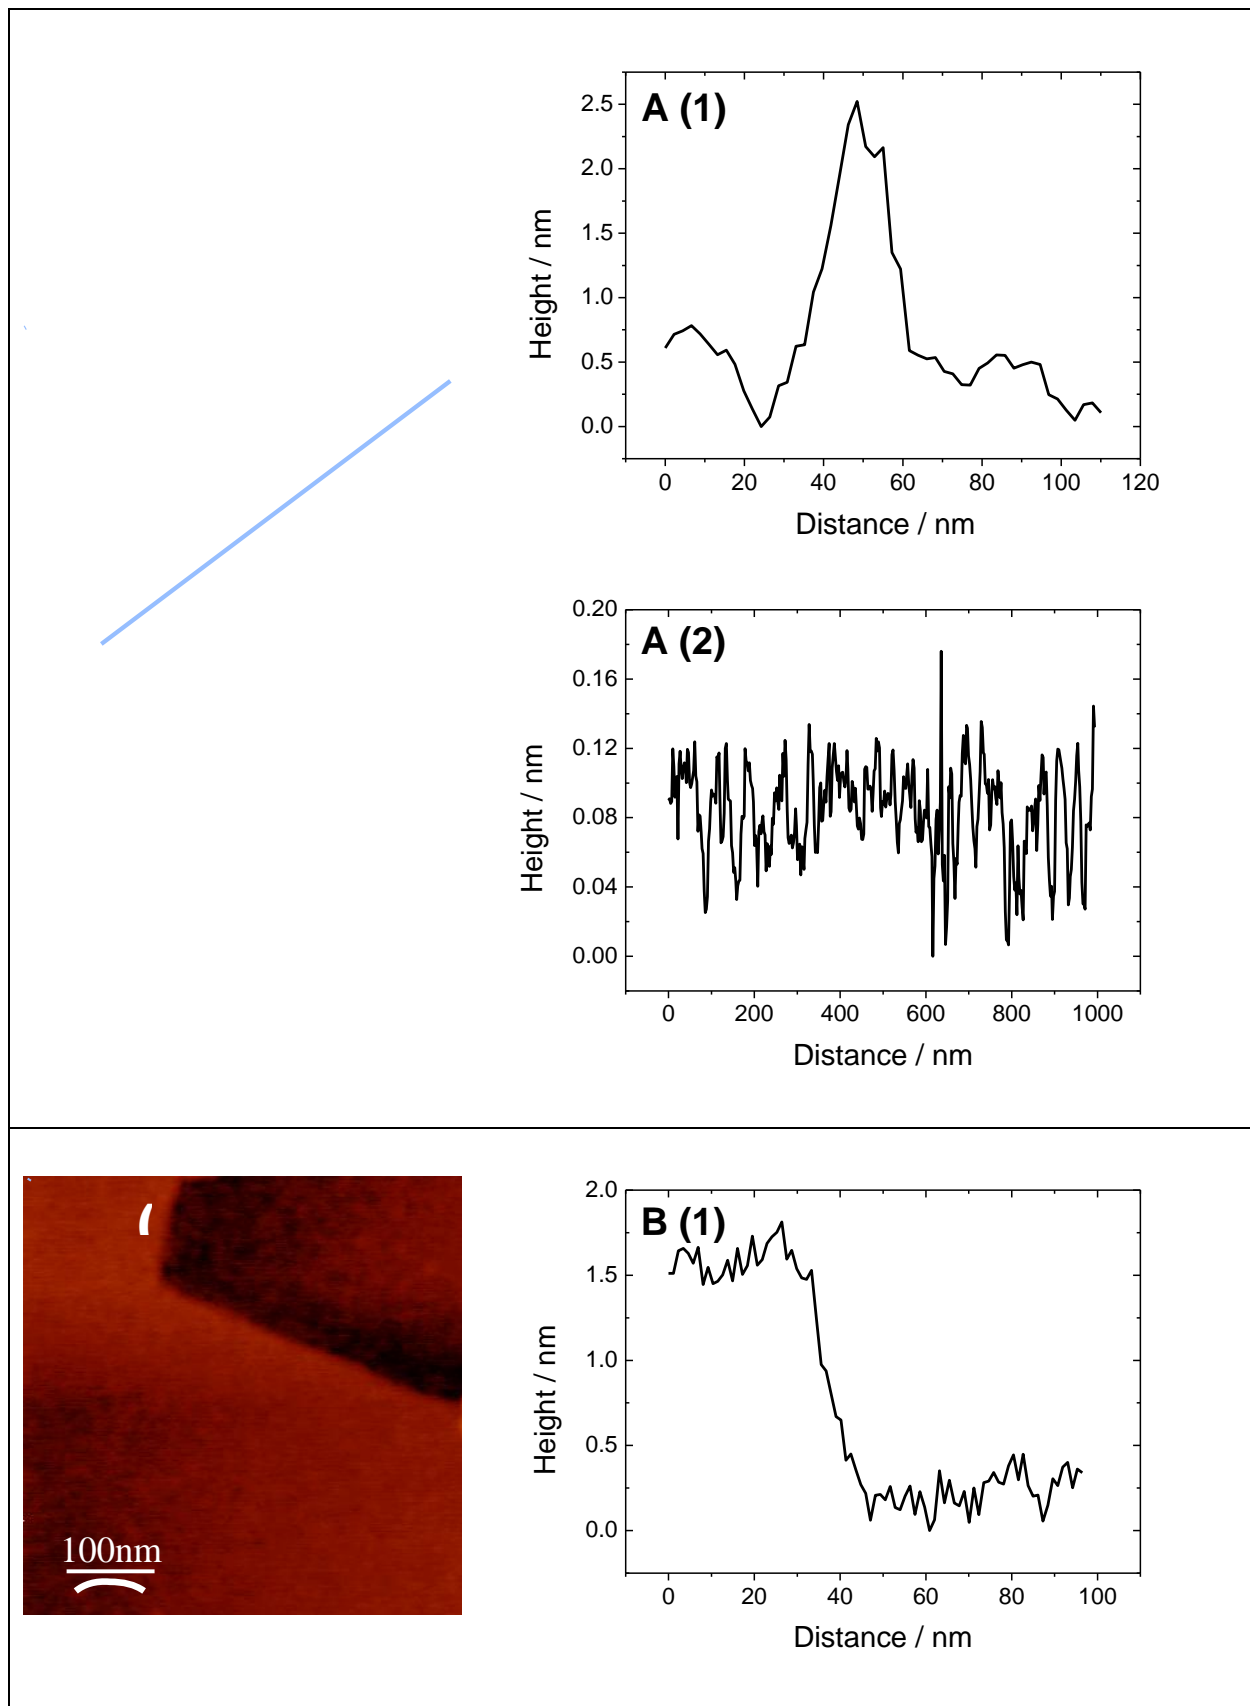 A (1)
2.5
2.0
1.5
1.0
0.5
0.0
Height / nm
0 20 40 60 80 100 120
Distance / nm
A (2)
0.20
0.16
0.12
0.08
0.04
0.00
Height / nm
0 200 400 600 800 1000
Distance / nm
100nm
B (1)
2.0
1.5
1.0
0.5
0.0
Height / nm
0 20 40 60 80 100
Distance / nm